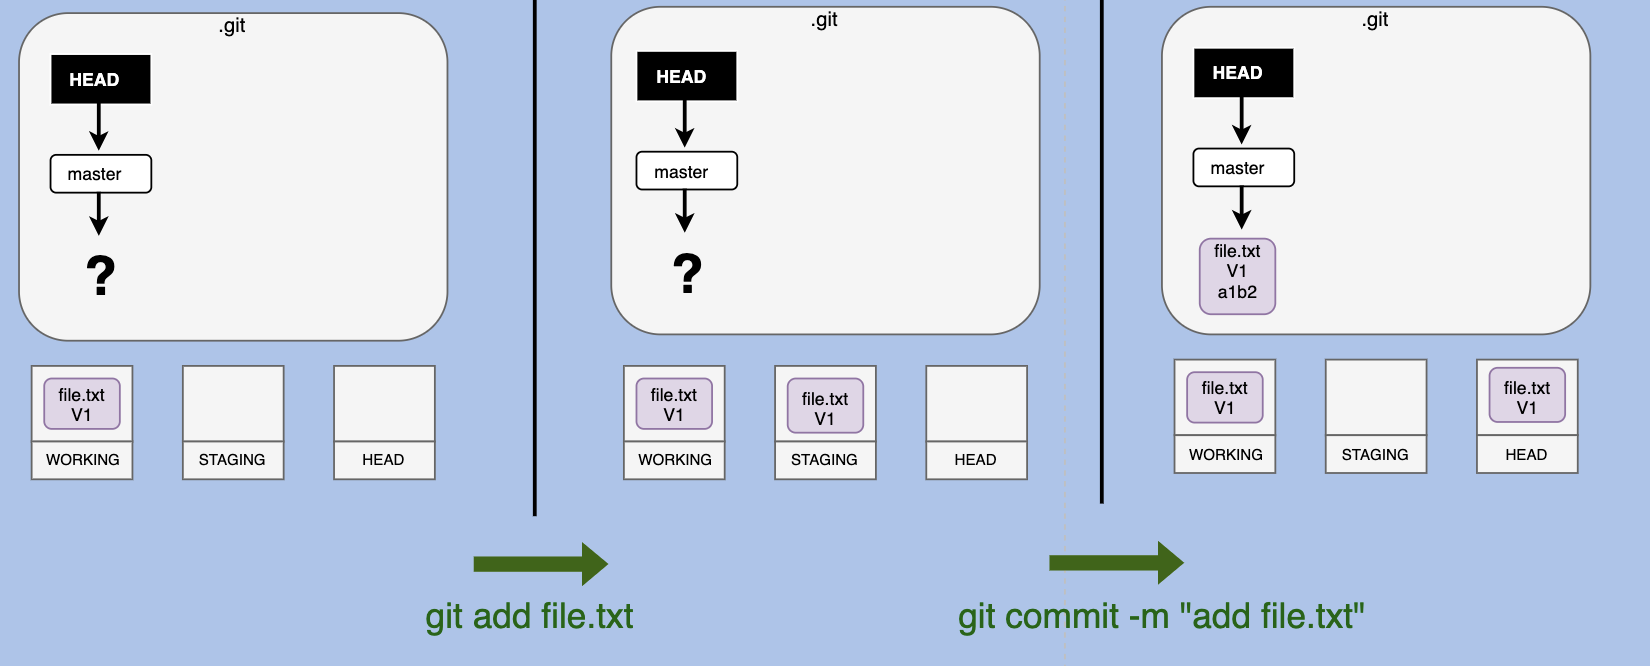 .git
HEAD
master
?
file.txt
V1
WORKING
STAGING
HEAD
.git
HEAD
master
?
file.txt
V1
file.txt
V1
WORKING
STAGING
HEAD
.git
HEAD
master
file.txt
V1
a1b2
file.txt
V1
file.txt
V1
WORKING
STAGING
HEAD
git add file.txt
git commit -m "add file.txt"